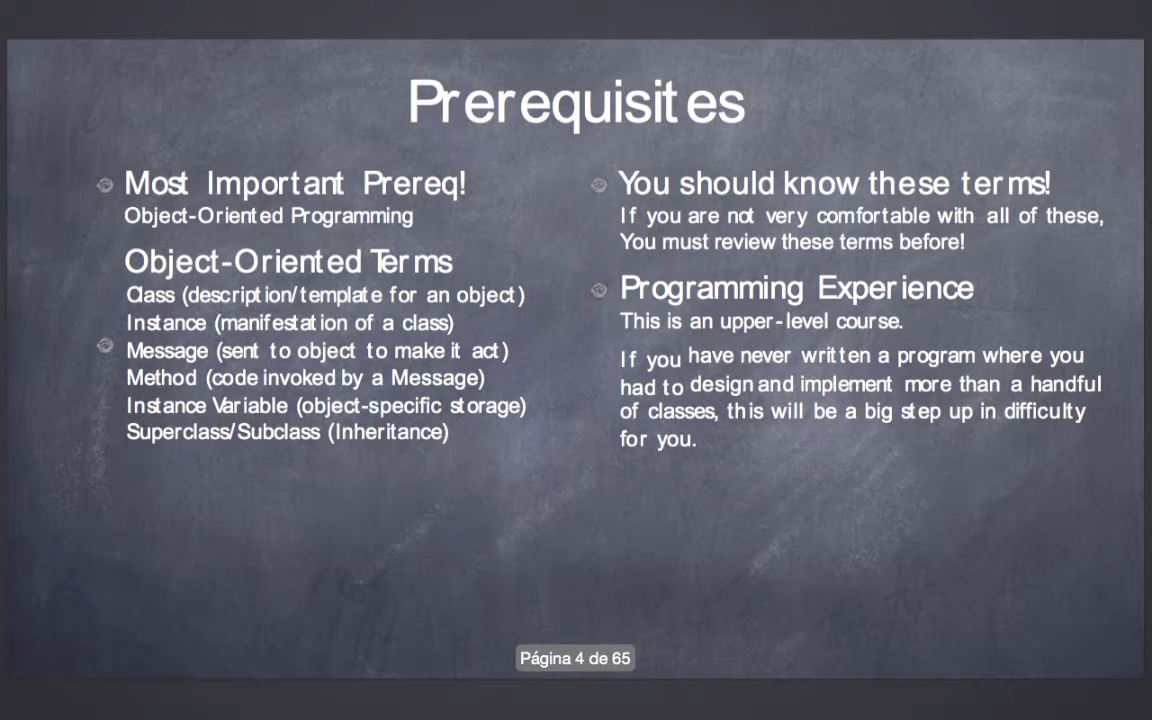 Prerequisites
Most Important Prereq!
Object-Oriented Programming
Object-Oriented Terms
Class (description/template for an object)
Instance (manifestation of a class)
Message (sent to object to make it act)
Method (code invoked by a Message)
Instance Variable (object-specific storage)
Superclass/Subclass (Inheritance)
You should know these terms!
If you are not very comfortable with all of these,
You must review these terms before!
Programming Experience
This is an upper-level course.
If you have never written a program where you
had to design and implement more than a handful
of classes, this will be a big step up in difficulty
for you.
Página 4 de 65